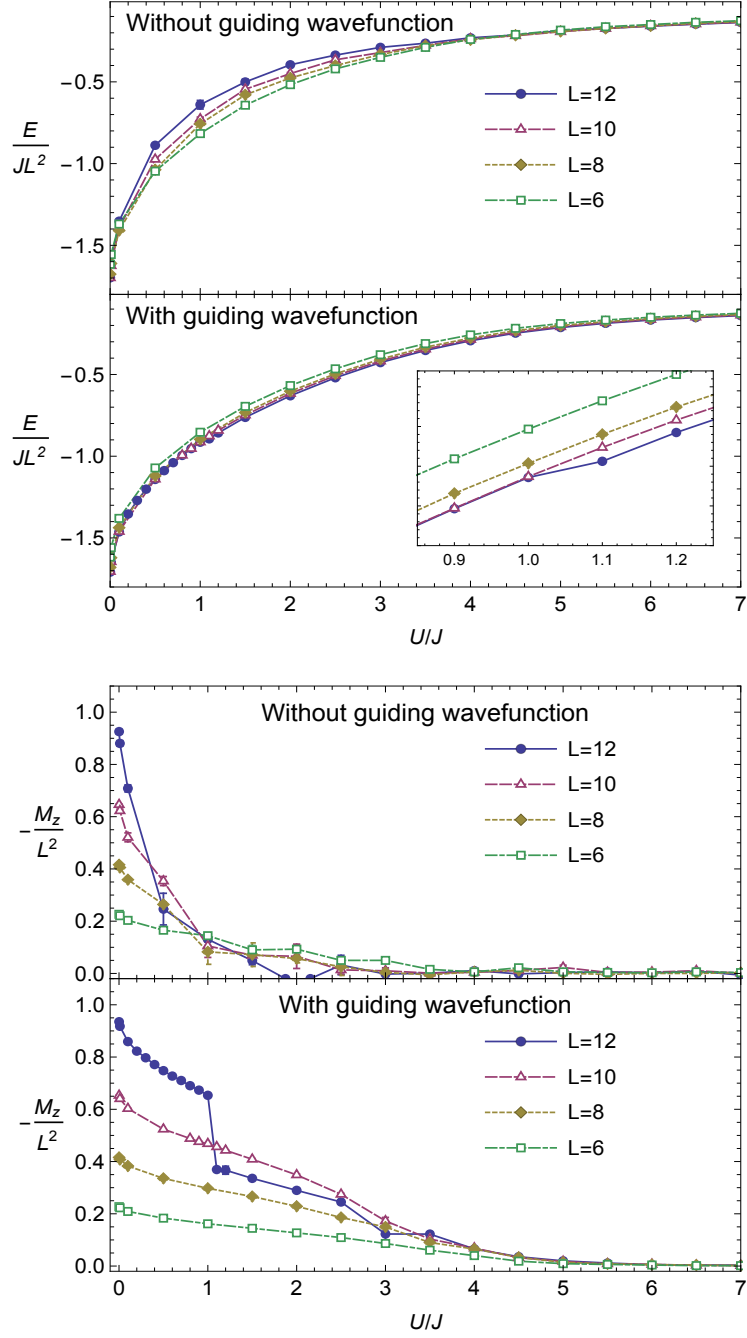 Without guiding wavefunction
−0.5
−1.0
−1.5
E
JL²
L=12
L=10
L=8
L=6
With guiding wavefunction
−0.5
−1.0
−1.5
E
JL²
0.9 1.0 1.1 1.2
0 1 2 3 4 5 6 7
U/J
Without guiding wavefunction
1.0
0.8
0.6
0.4
0.2
0.0
−M_z
L²
L=12
L=10
L=8
L=6
With guiding wavefunction
1.0
0.8
0.6
0.4
0.2
0.0
−M_z
L²
L=12
L=10
L=8
L=6
0 1 2 3 4 5 6 7
U/J